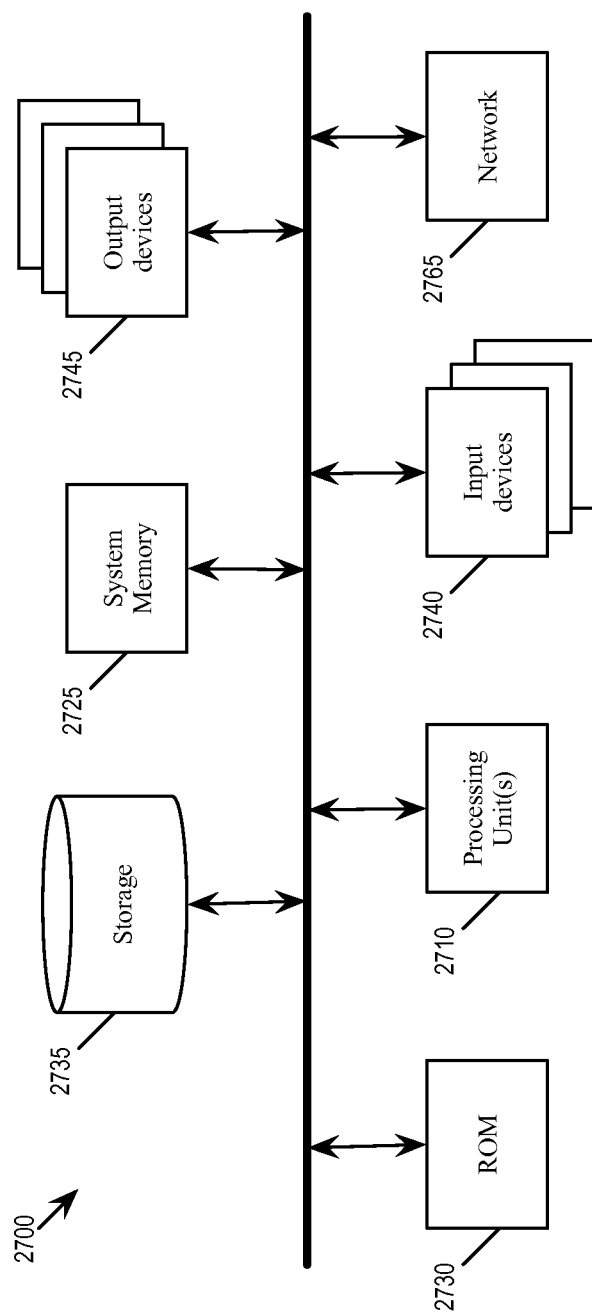 2700
2735
Storage
2725
System
Memory
2745
Output
devices
ROM
2730
Processing
Unit(s)
2710
Input
devices
2740
Network
2765